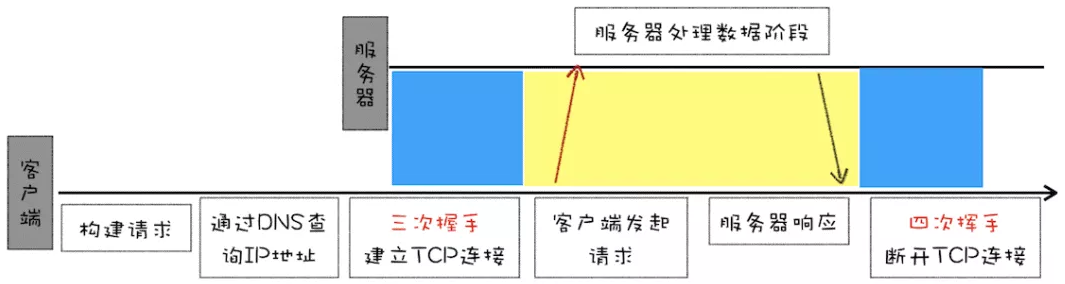 服务器处理数据阶段
服务器
客户端
构建请求
通过DNS查
询IP地址
三次握手
建立TCP连接
客户端发起
请求
服务器响应
四次挥手
断开TCP连接